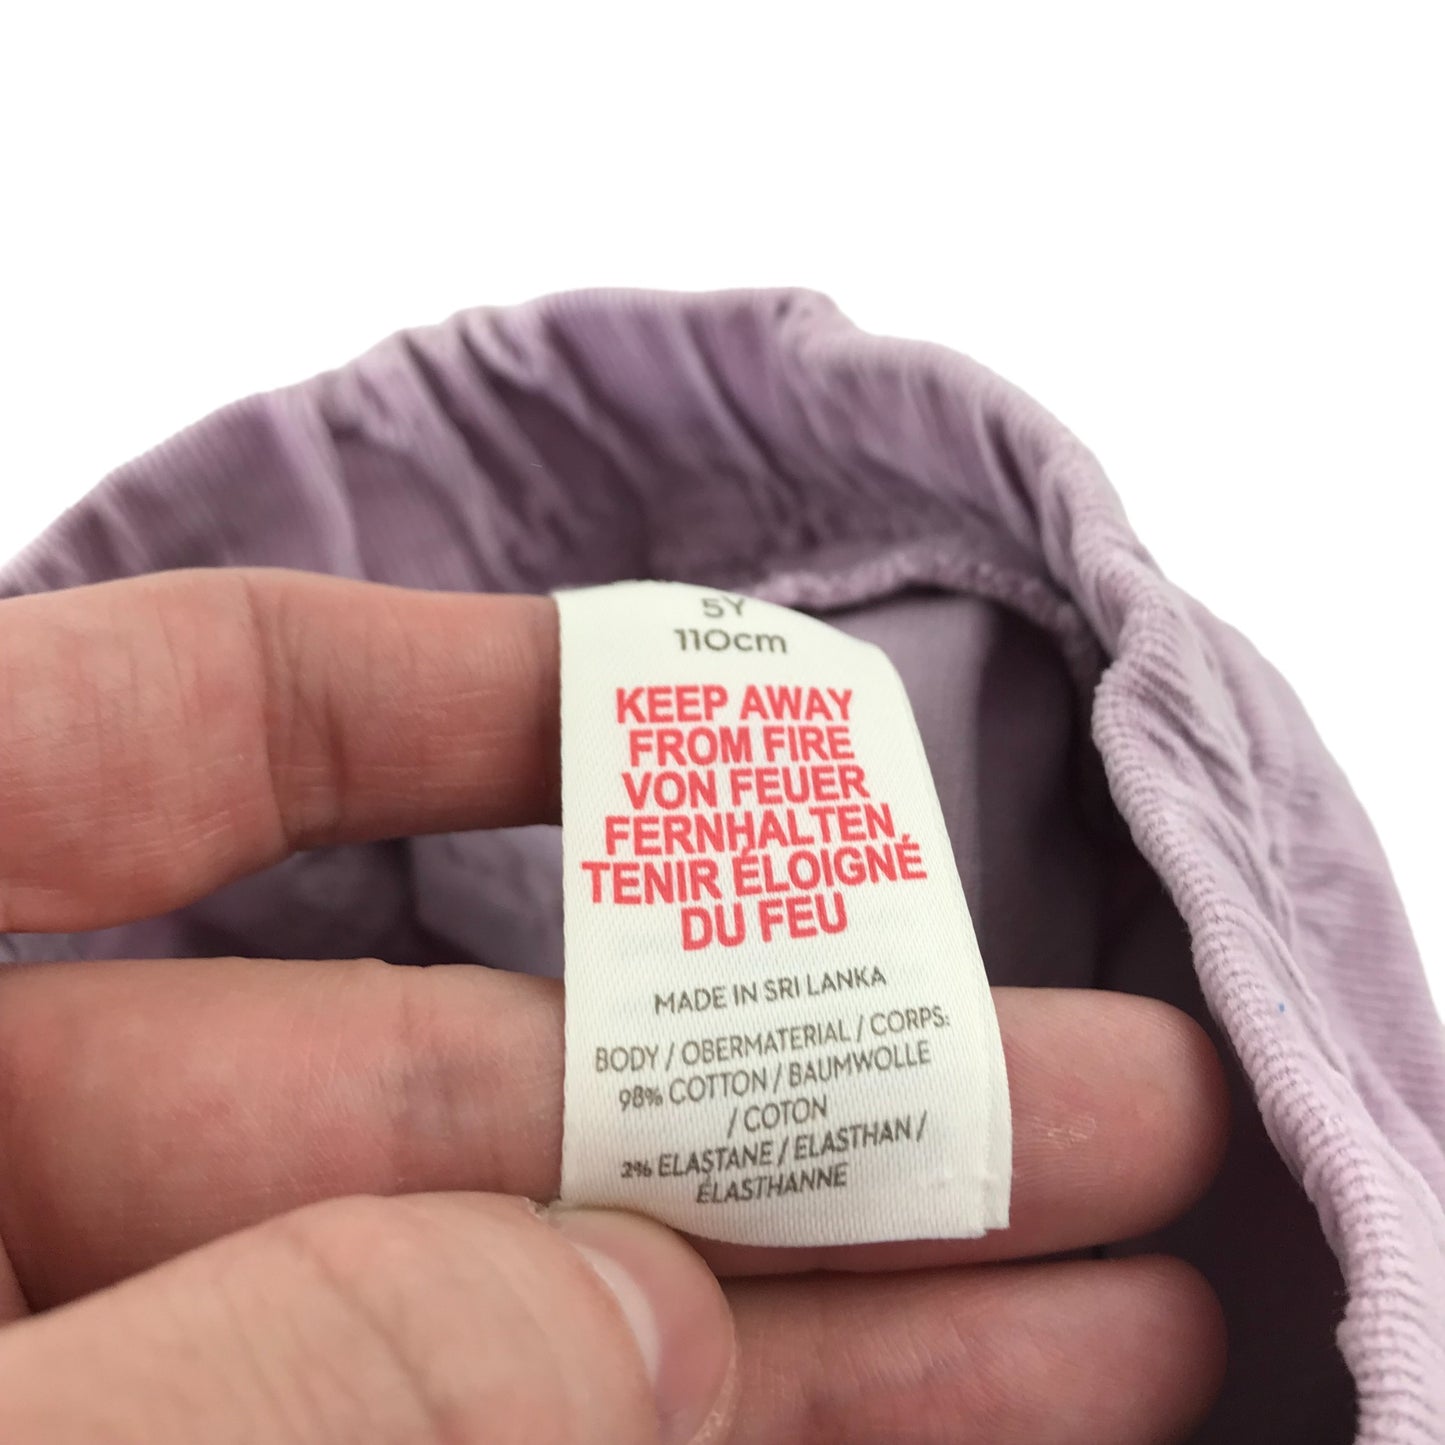 5Y
110cm
KEEP AWAY
FROM FIRE
VON FEUER
FERNHALTEN
TENIR ÉLOIGNÉ
DU FEU
MADE IN SRI LANKA
BODY / OBERMATERIAL / CORPS:
98% COTTON / BAUMWOLLE
/ COTON
2% ELASTANE / ELASTHAN /
ÉLASTHANNE